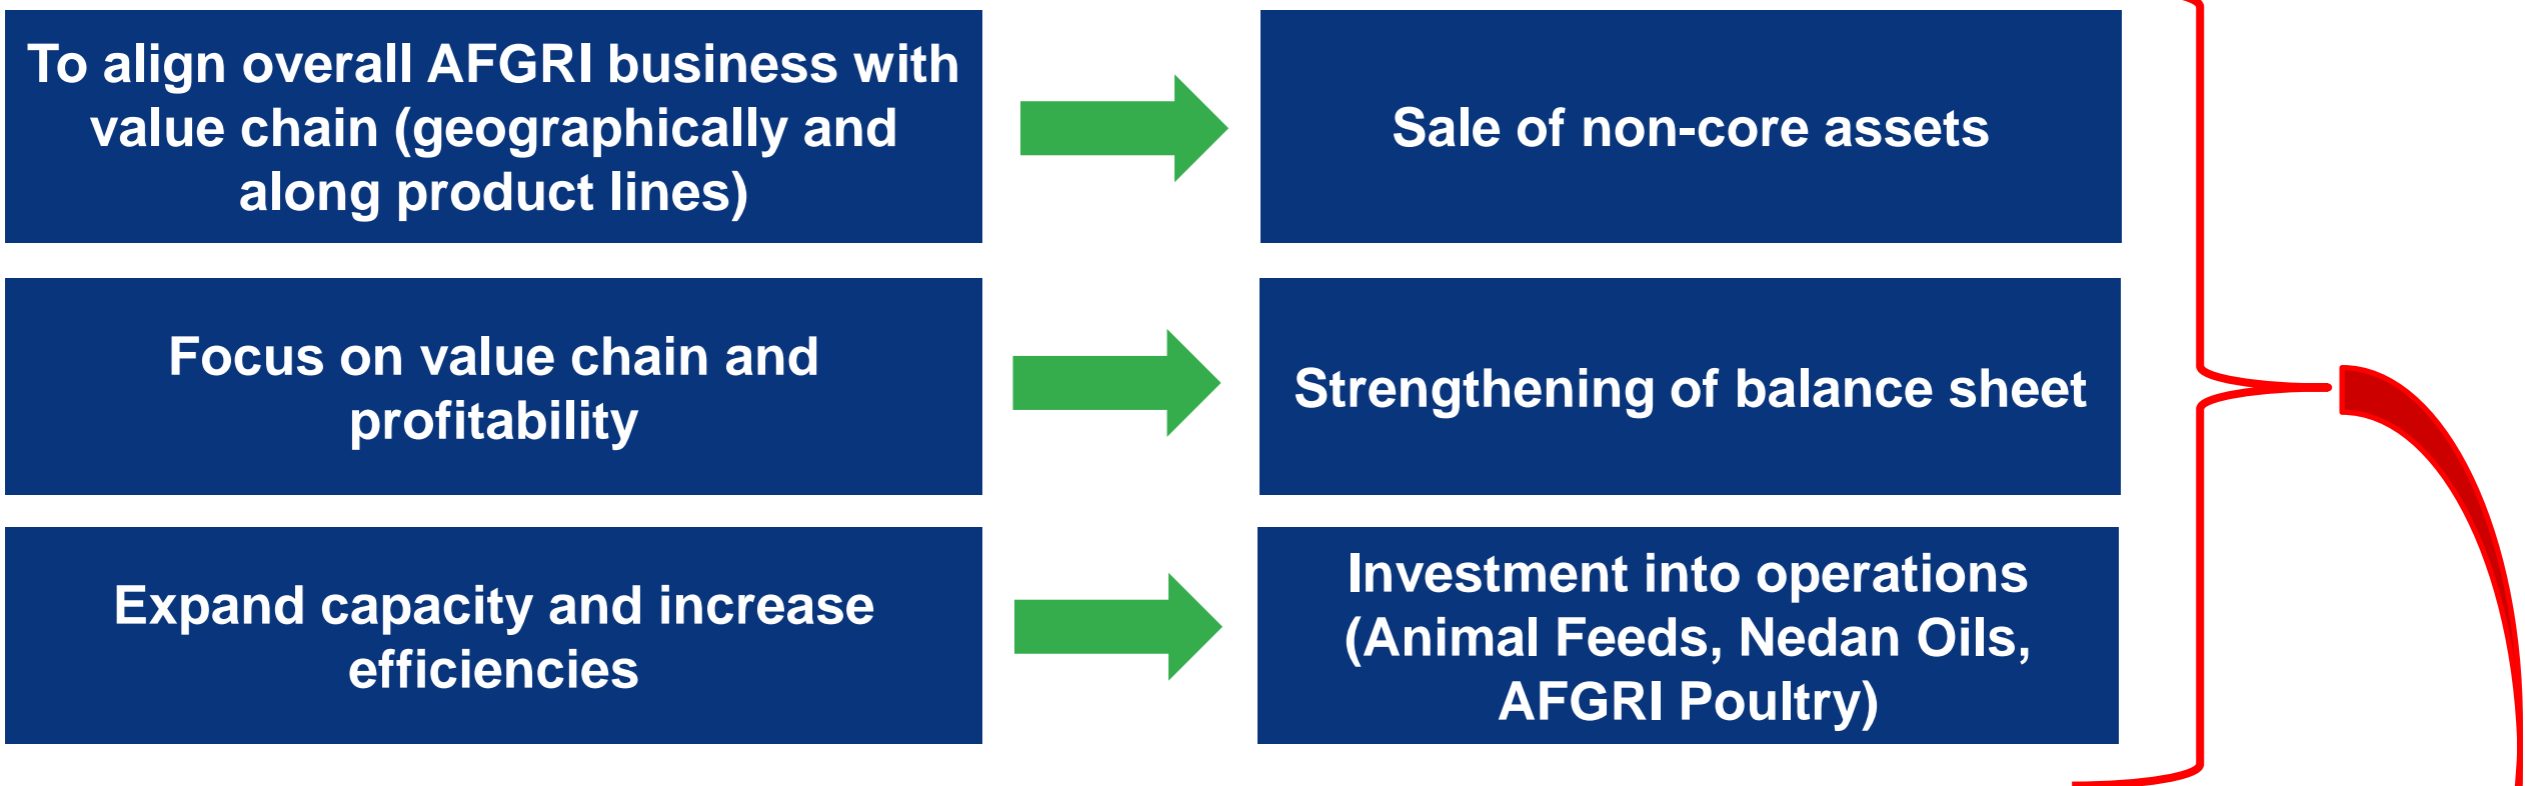 To align overall AFGRI business with
value chain (geographically and
along product lines)
Sale of non-core assets
Focus on value chain and
profitability
Strengthening of balance sheet
Expand capacity and increase
efficiencies
Investment into operations
(Animal Feeds, Nedan Oils,
AFGRI Poultry)